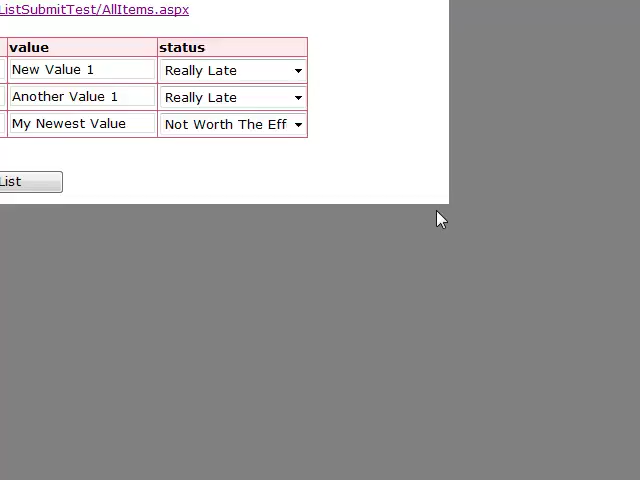 ListSubmitTest/AllItems.aspx
value status
New Value 1 Really Late
Another Value 1 Really Late
My Newest Value Not Worth The Eff
List